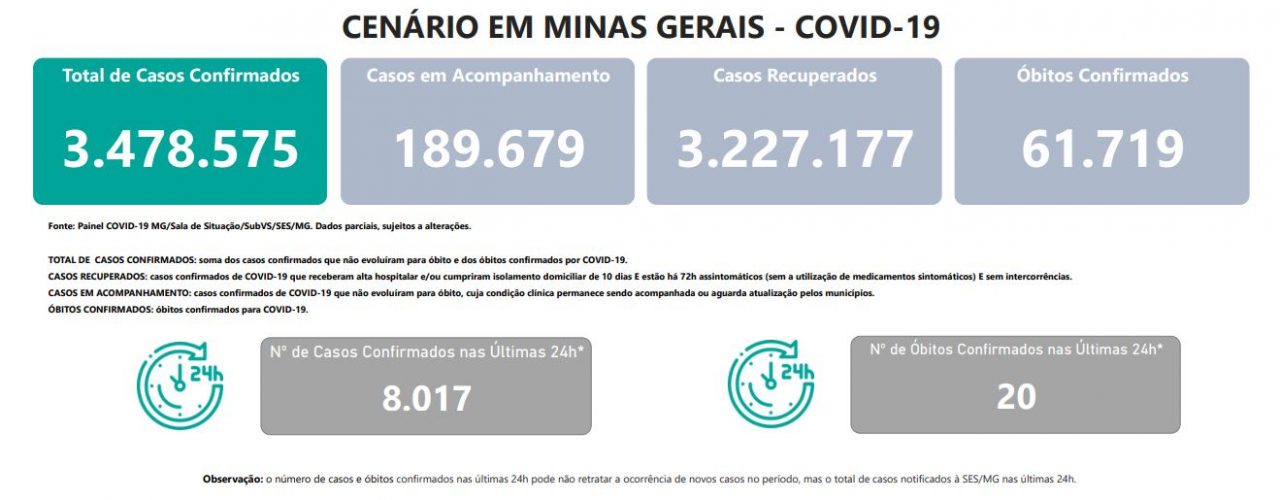 CENÁRIO EM MINAS GERAIS - COVID-19
Total de Casos Confirmados
3.478.575
Casos em Acompanhamento
189.679
Casos Recuperados
3.227.177
Óbitos Confirmados
61.719
Fonte: Painel COVID-19 MG/Sala de Situação/SubVS/SES/MG. Dados parciais, sujeitos a alterações.
TOTAL DE CASOS CONFIRMADOS: soma dos casos confirmados que não evoluíram para óbito e dos óbitos confirmados por COVID-19.
CASOS RECUPERADOS: casos confirmados de COVID-19 que receberam alta hospitalar e/ou cumpriram isolamento domiciliar de 10 dias E estão há 72h assintomáticos (sem a utilização de medicamentos sintomáticos) E sem intercorrências.
CASOS EM ACOMPANHAMENTO: casos confirmados de COVID-19 que não evoluíram para óbito, cuja condição clínica permanece sendo acompanhada ou aguarda atualização pelos municípios.
ÓBITOS CONFIRMADOS: óbitos confirmados para COVID-19.
24h
Nº de Casos Confirmados nas Últimas 24h*
8.017
24h
Nº de Óbitos Confirmados nas Últimas 24h*
20
Observação: o número de casos e óbitos confirmados nas últimas 24h pode não retratar a ocorrência de novos casos no período, mas o total de casos notificados à SES/MG nas últimas 24h.